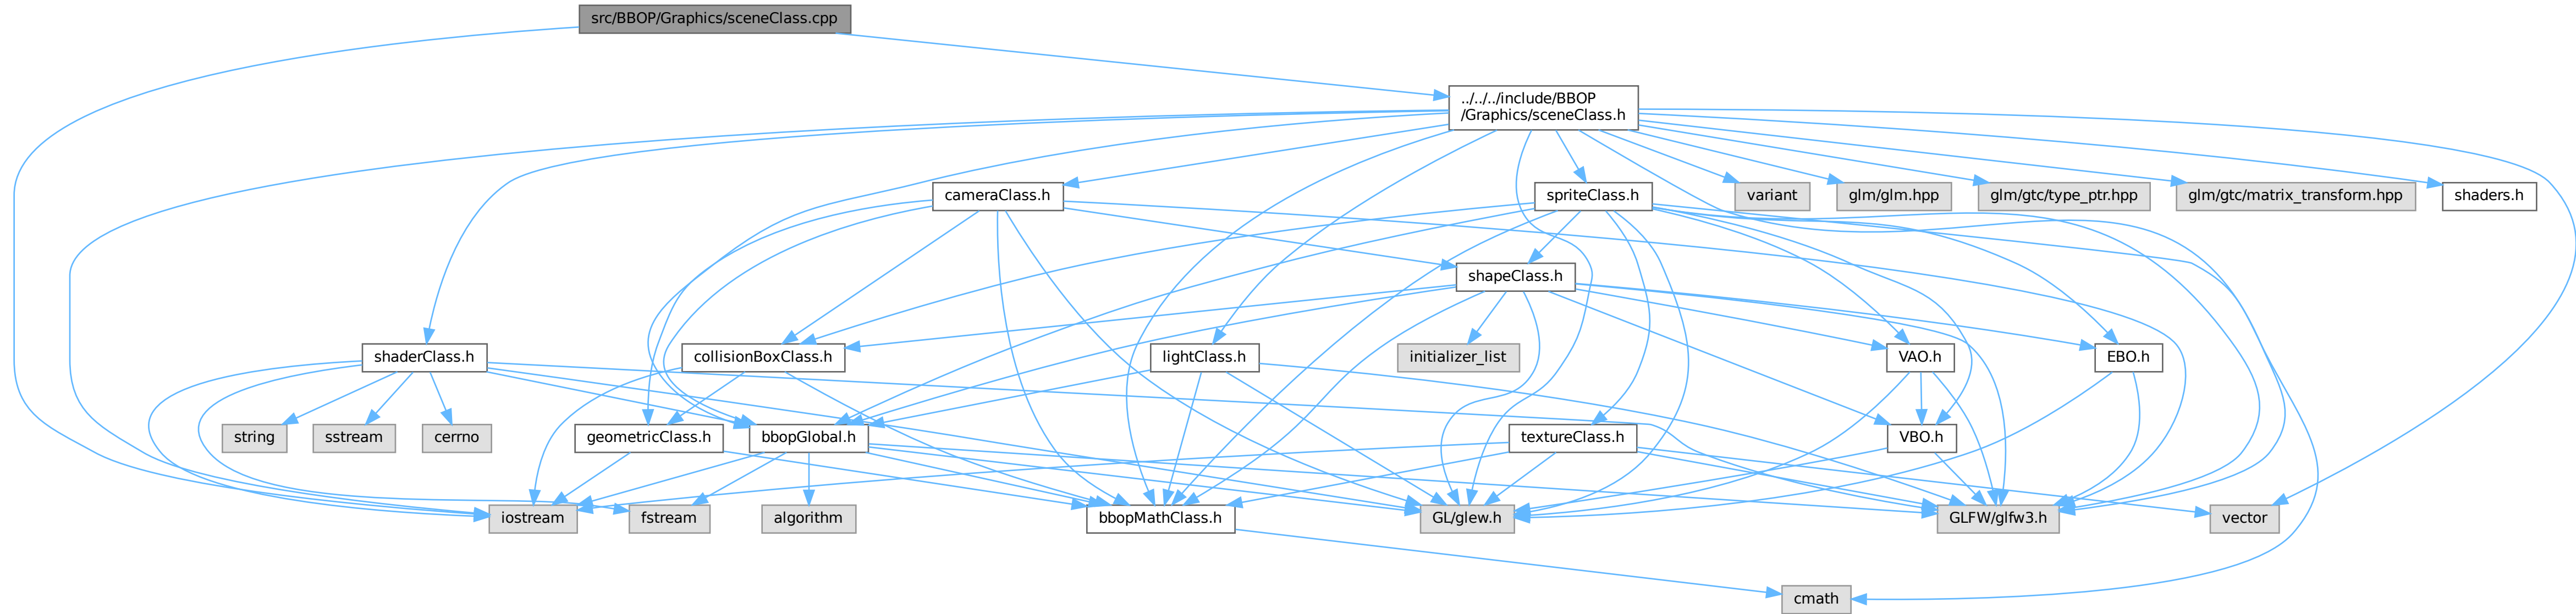 src/BBOP/Graphics/sceneClass.cpp
../../../include/BBOP
/Graphics/sceneClass.h
cameraClass.h
spriteClass.h
variant
glm/glm.hpp
glm/gtc/type_ptr.hpp
glm/gtc/matrix_transform.hpp
shaders.h
shapeClass.h
shaderClass.h
collisionBoxClass.h
lightClass.h
initializer_list
VAO.h
EBO.h
string
sstream
cerrno
geometricClass.h
bbopGlobal.h
textureClass.h
VBO.h
iostream
fstream
algorithm
bbopMathClass.h
GL/glew.h
GLFW/glfw3.h
vector
cmath